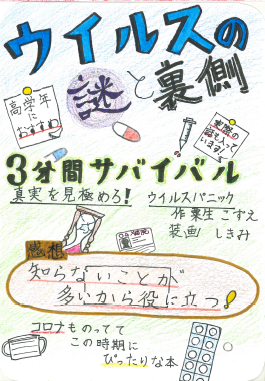 ウイルスの
謎と裏側
高学年
におすすめ
実際の
話も入って
います!
3分間サバイバル
真実を見極めろ!
ウイルスパニック
作 粟生こずえ
装画 しきみ
感想
知らないことが
多いから役に立つ!
コロナものってて
この時期に
ぴったりな本